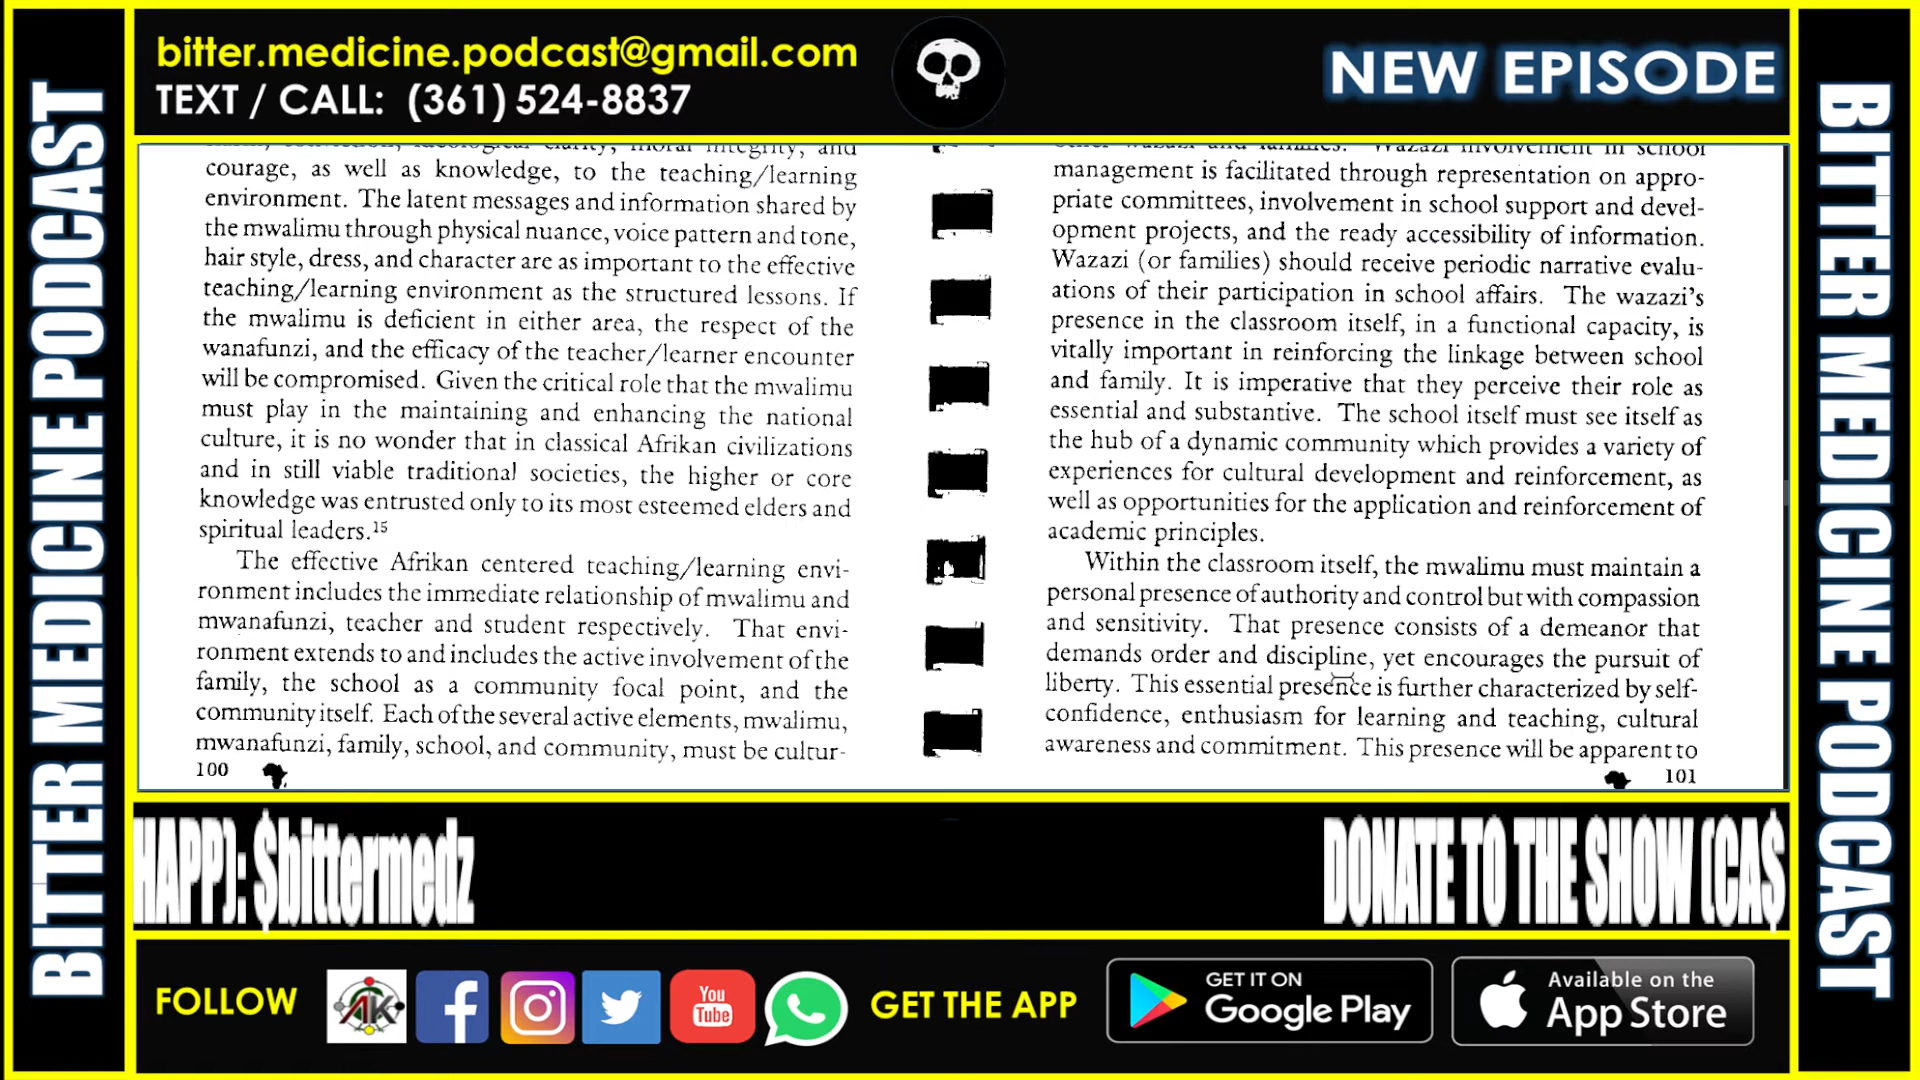 bitter.medicine.podcast@gmail.com
TEXT / CALL: (361) 524-8837
NEW EPISODE
BITTER MEDICINE PODCAST
courage, as well as knowledge, to the teaching/learning
environment. The latent messages and information shared by
the mwalimu through physical nuance, voice pattern and tone,
hair style, dress, and character are as important to the effective
teaching/learning environment as the structured lessons. If
the mwalimu is deficient in either area, the respect of the
wanafunzi, and the efficacy of the teacher/learner encounter
will be compromised. Given the critical role that the mwalimu
must play in the maintaining and enhancing the national
culture, it is no wonder that in classical Afrikan civilizations
and in still viable traditional societies, the higher or core
knowledge was entrusted only to its most esteemed elders and
spiritual leaders.15
The effective Afrikan centered teaching/learning envi-
ronment includes the immediate relationship of mwalimu and
mwanafunzi, teacher and student respectively. That envi-
ronment extends to and includes the active involvement of the
family, the school as a community focal point, and the
community itself. Each of the several active elements, mwalimu,
mwanafunzi, family, school, and community, must be cultur-
100
other wazazi and families. Wazazi involvement in school
management is facilitated through representation on appro-
priate committees, involvement in school support and devel-
opment projects, and the ready accessibility of information.
Wazazi (or families) should receive periodic narrative evalu-
ations of their participation in school affairs. The wazazi's
presence in the classroom itself, in a functional capacity, is
vitally important in reinforcing the linkage between school
and family. It is imperative that they perceive their role as
essential and substantive. The school itself must see itself as
the hub of a dynamic community which provides a variety of
experiences for cultural development and reinforcement, as
well as opportunities for the application and reinforcement of
academic principles.
Within the classroom itself, the mwalimu must maintain a
personal presence of authority and control but with compassion
and sensitivity. That presence consists of a demeanor that
demands order and discipline, yet encourages the pursuit of
liberty. This essential presence is further characterized by self-
confidence, enthusiasm for learning and teaching, cultural
awareness and commitment. This presence will be apparent to
101
BITTER MEDICINE PODCAST
HAPP): $bittermedz
DONATE TO THE SHOW (CA$
FOLLOW
AK
You
Tube
GET THE APP
GET IT ON
Google Play
Available on the
App Store